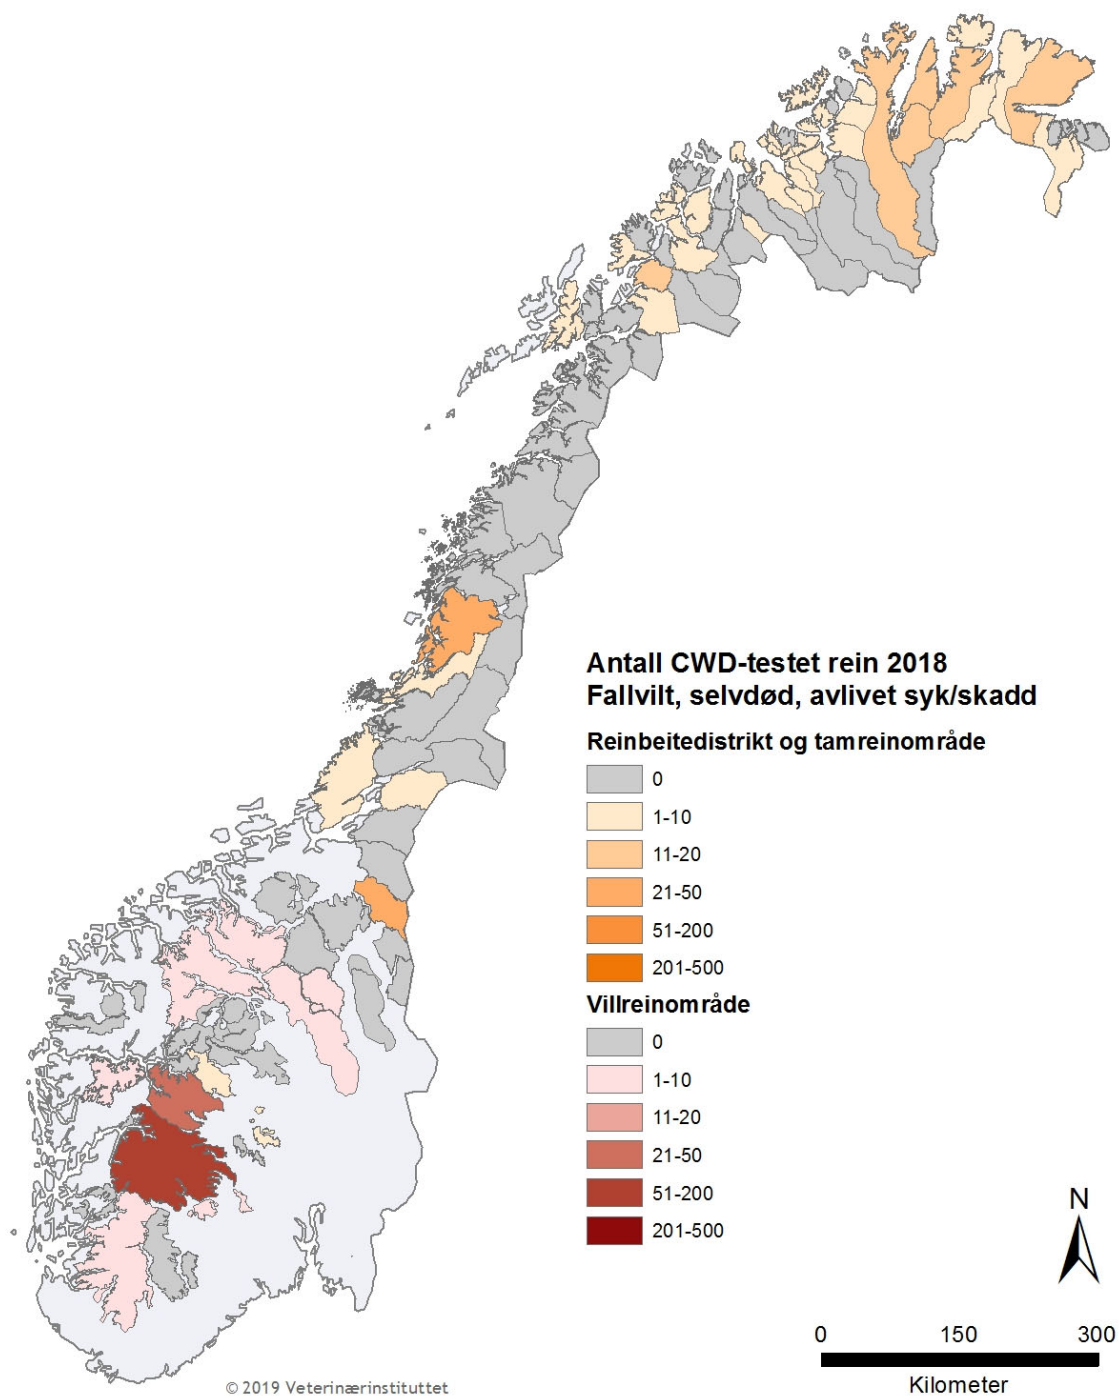 Antall CWD-testet rein 2018
Fallvilt, selvdød, avlivet syk/skadd
Reinbeitedistrikt og tamreinområde
0
1-10
11-20
21-50
51-200
201-500
Villreinområde
0
1-10
11-20
21-50
51-200
201-500
N
0 150 300
Kilometer
© 2019 Veterinærinstituttet